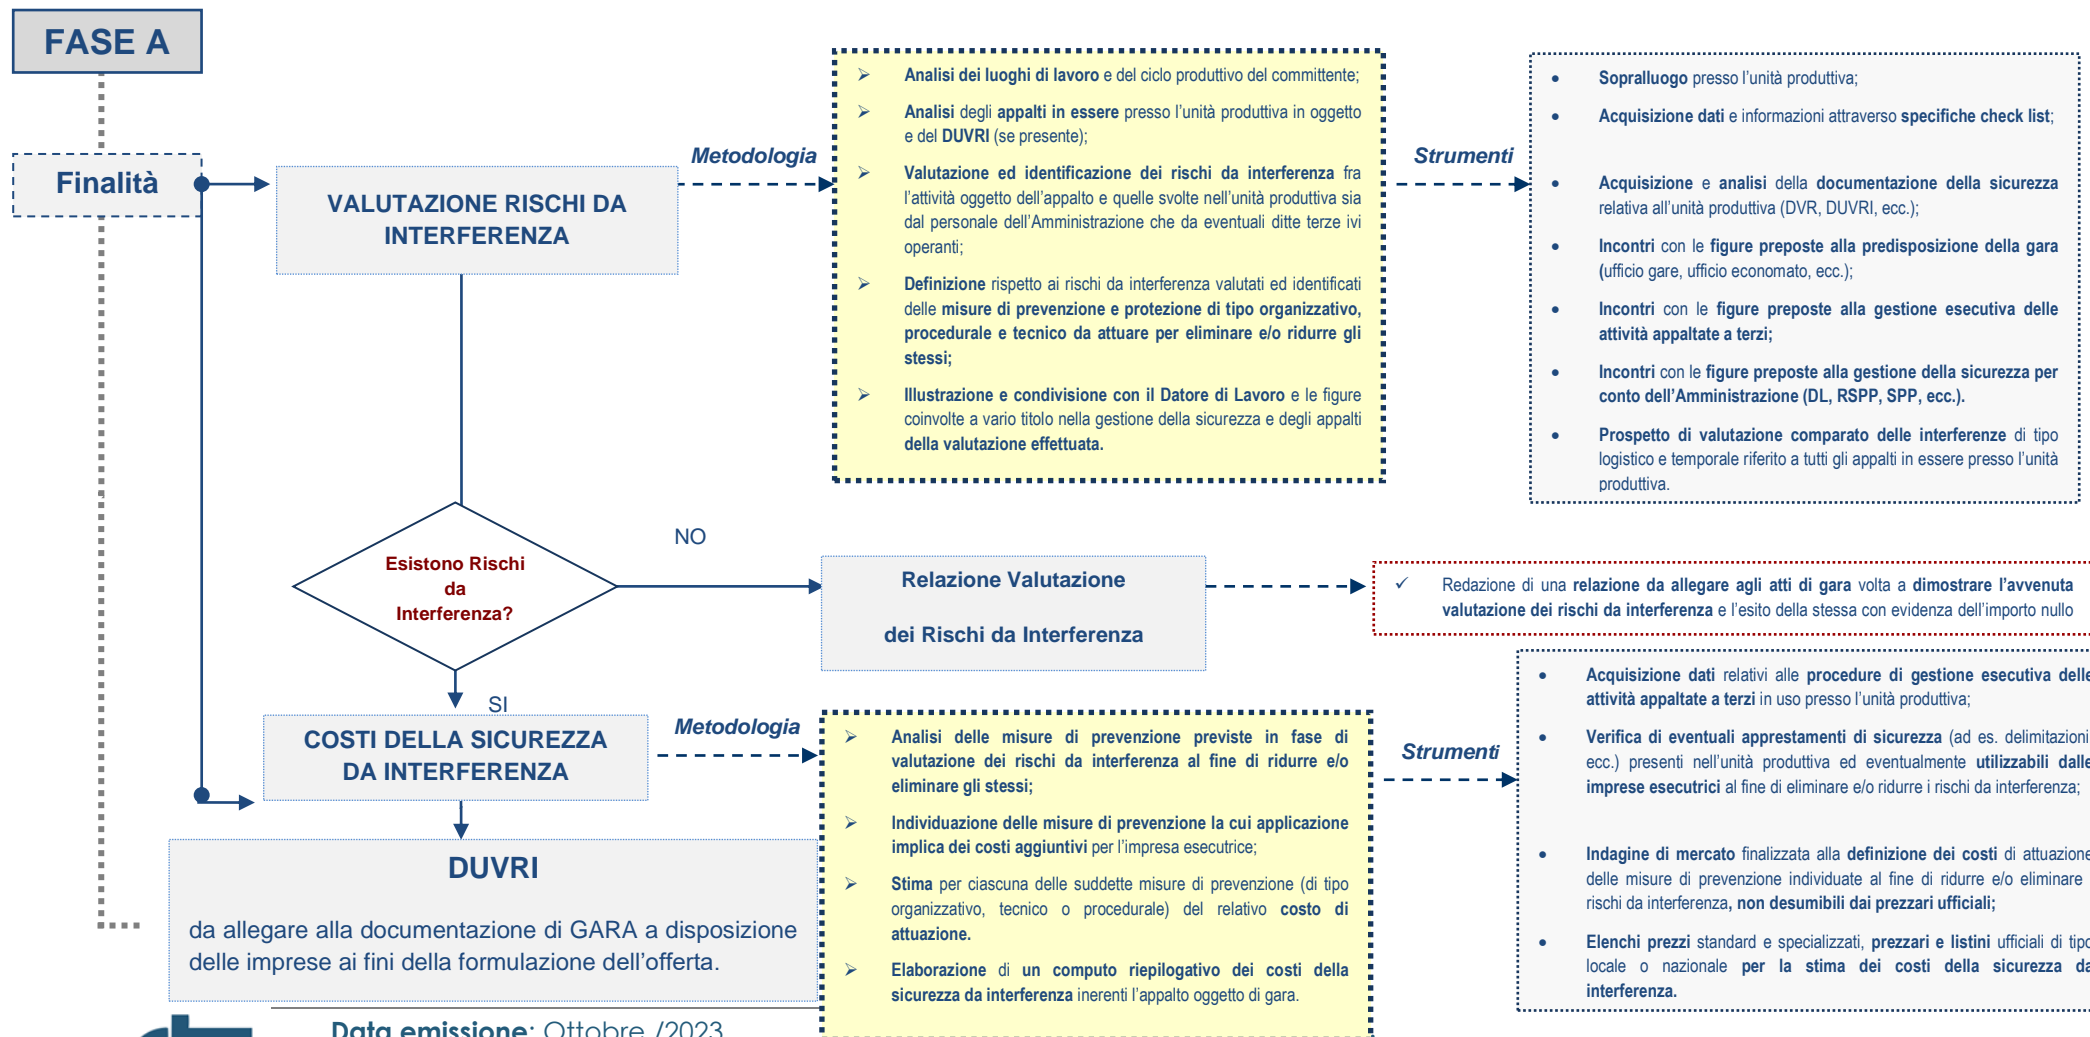 FASE A
Finalità
VALUTAZIONE RISCHI DA
INTERFERENZA
Metodologia
➢ Analisi dei luoghi di lavoro e del ciclo produttivo del committente;
➢ Analisi degli appalti in essere presso l’unità produttiva in oggetto
e del DUVRI (se presente);
➢ Valutazione ed identificazione dei rischi da interferenza fra
l’attività oggetto dell’appalto e quelle svolte nell’unità produttiva sia
dal personale dell’Amministrazione che da eventuali ditte terze ivi
operanti;
➢ Definizione rispetto ai rischi da interferenza valutati ed identificati
delle misure di prevenzione e protezione di tipo organizzativo,
procedurale e tecnico da attuare per eliminare e/o ridurre gli
stessi;
➢ Illustrazione e condivisione con il Datore di Lavoro e le figure
coinvolte a vario titolo nella gestione della sicurezza e degli appalti
della valutazione effettuata.
Strumenti
• Sopralluogo presso l’unità produttiva;
• Acquisizione dati e informazioni attraverso specifiche check list;
• Acquisizione e analisi della documentazione della sicurezza
relativa all’unità produttiva (DVR, DUVRI, ecc.);
• Incontri con le figure preposte alla predisposizione della gara
(ufficio gare, ufficio economato, ecc.);
• Incontri con le figure preposte alla gestione esecutiva delle
attività appaltate a terzi;
• Incontri con le figure preposte alla gestione della sicurezza per
conto dell’Amministrazione (DL, RSPP, SPP, ecc.).
• Prospetto di valutazione comparato delle interferenze di tipo
logistico e temporale riferito a tutti gli appalti in essere presso l’unità
produttiva.
Esistono Rischi
da
Interferenza?
NO
Relazione Valutazione
dei Rischi da Interferenza
✓ Redazione di una relazione da allegare agli atti di gara volta a dimostrare l’avvenuta
valutazione dei rischi da interferenza e l’esito della stessa con evidenza dell’importo nullo
SI
COSTI DELLA SICUREZZA
DA INTERFERENZA
Metodologia
➢ Analisi delle misure di prevenzione previste in fase di
valutazione dei rischi da interferenza al fine di ridurre e/o
eliminare gli stessi;
➢ Individuazione delle misure di prevenzione la cui applicazione
implica dei costi aggiuntivi per l’impresa esecutrice;
➢ Stima per ciascuna delle suddette misure di prevenzione (di tipo
organizzativo, tecnico o procedurale) del relativo costo di
attuazione.
➢ Elaborazione di un computo riepilogativo dei costi della
sicurezza da interferenza inerenti l’appalto oggetto di gara.
Strumenti
• Acquisizione dati relativi alle procedure di gestione esecutiva delle
attività appaltate a terzi in uso presso l’unità produttiva;
• Verifica di eventuali apprestamenti di sicurezza (ad es. delimitazioni,
ecc.) presenti nell’unità produttiva ed eventualmente utilizzabili dalle
imprese esecutrici al fine di eliminare e/o ridurre i rischi da interferenza;
• Indagine di mercato finalizzata alla definizione dei costi di attuazione
delle misure di prevenzione individuate al fine di ridurre e/o eliminare
rischi da interferenza, non desumibili dai prezzari ufficiali;
• Elenchi prezzi standard e specializzati, prezzari e listini ufficiali di tipo
locale o nazionale per la stima dei costi della sicurezza da
interferenza.
DUVRI
da allegare alla documentazione di GARA a disposizione
delle imprese ai fini della formulazione dell’offerta.
Data emissione: Ottobre /2023